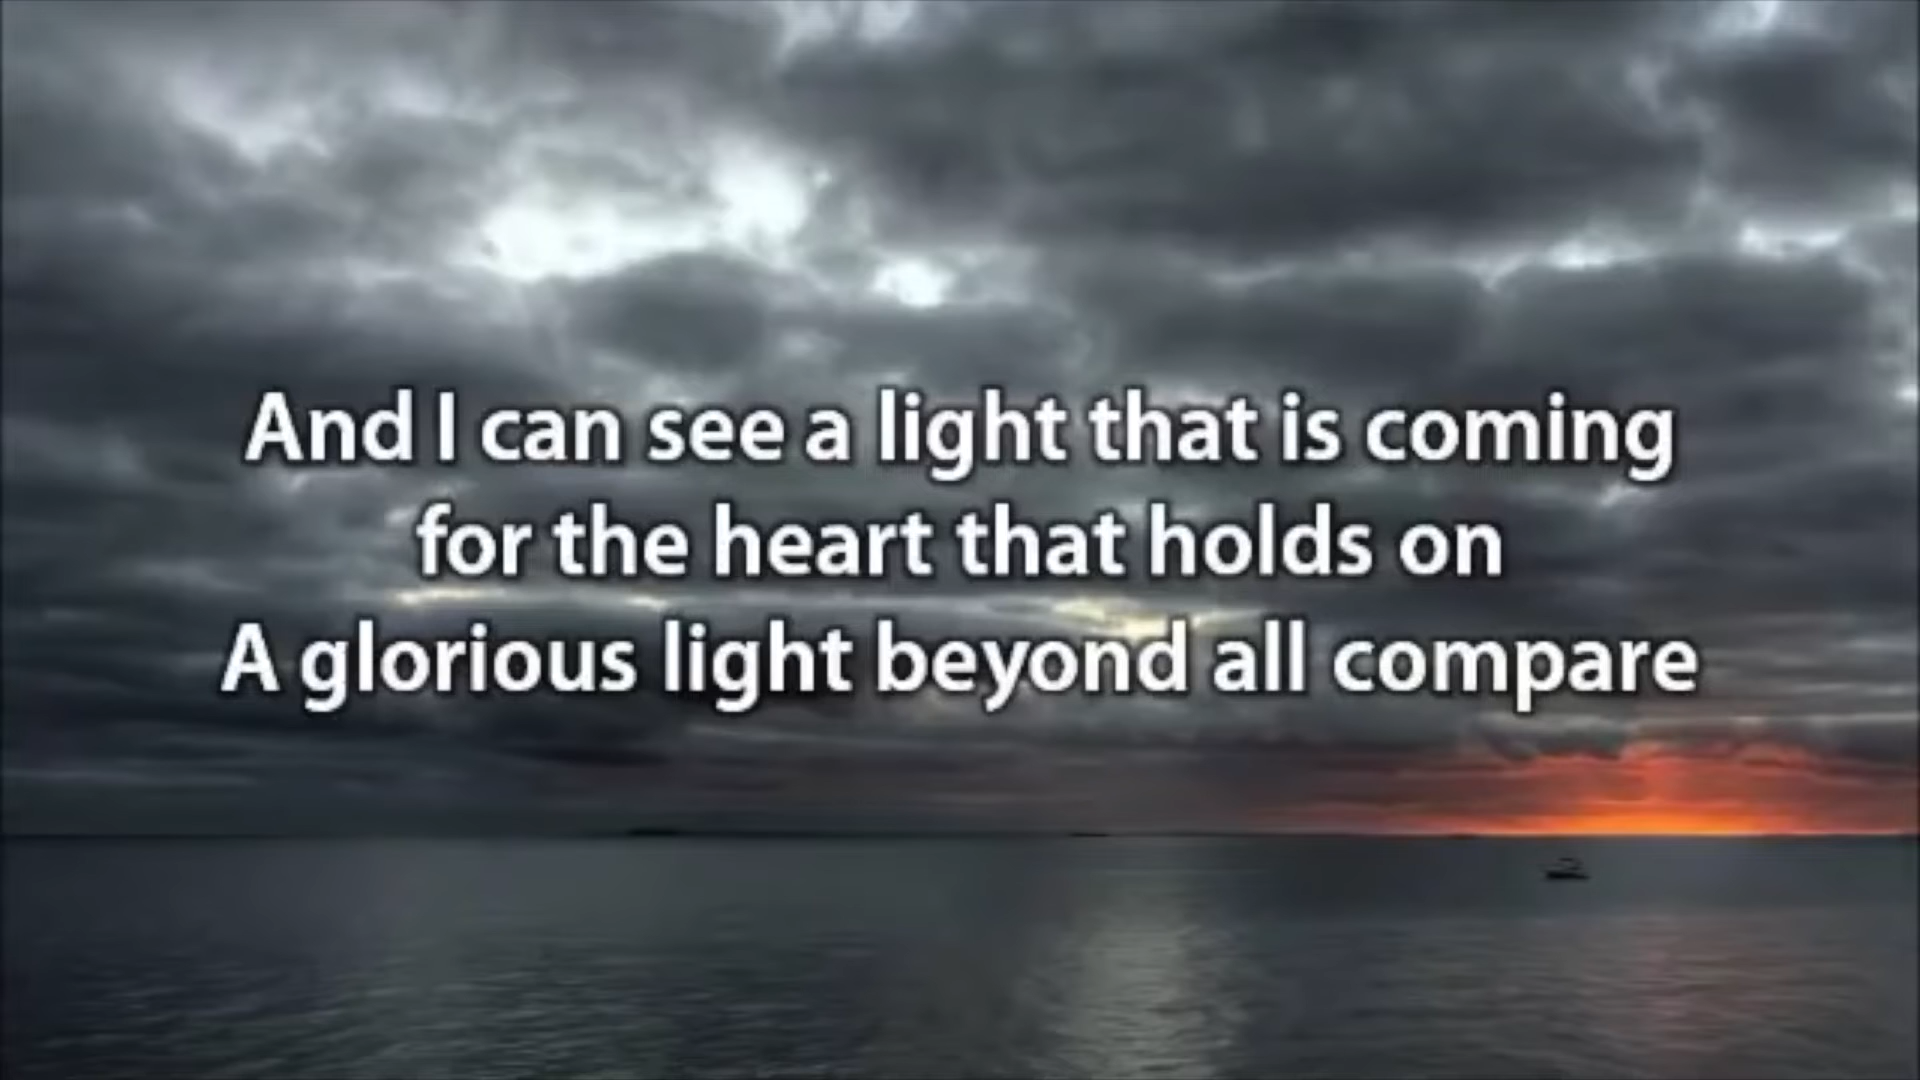 And I can see a light that is coming
for the heart that holds on
A glorious light beyond all compare